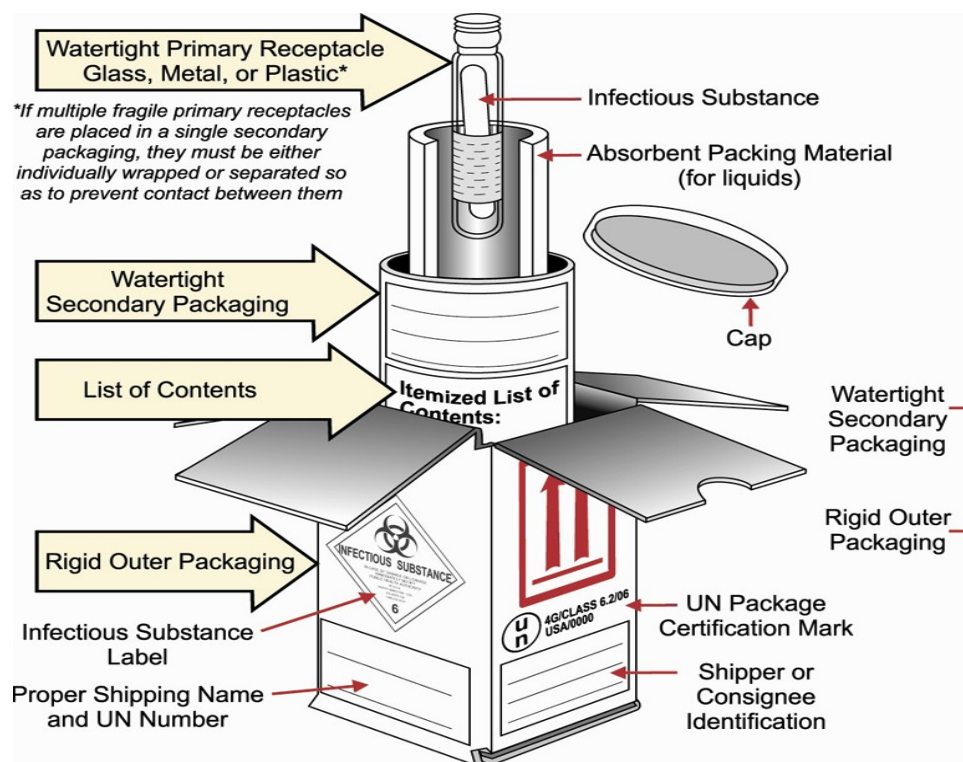 Watertight Primary Receptacle
Glass, Metal, or Plastic*
*If multiple fragile primary receptacles
are placed in a single secondary
packaging, they must be either
individually wrapped or separated so
as to prevent contact between them
Infectious Substance
Absorbent Packing Material
(for liquids)
Watertight
Secondary Packaging
Cap
List of Contents
Itemized List of
Contents:
Watertight
Secondary
Packaging
Rigid Outer
Packaging
Rigid Outer Packaging
INFECTIOUS SUBSTANCE
6
un
4G/CLASS 6.2/06
USA/0000
UN Package
Certification Mark
Infectious Substance
Label
Shipper or
Consignee
Identification
Proper Shipping Name
and UN Number